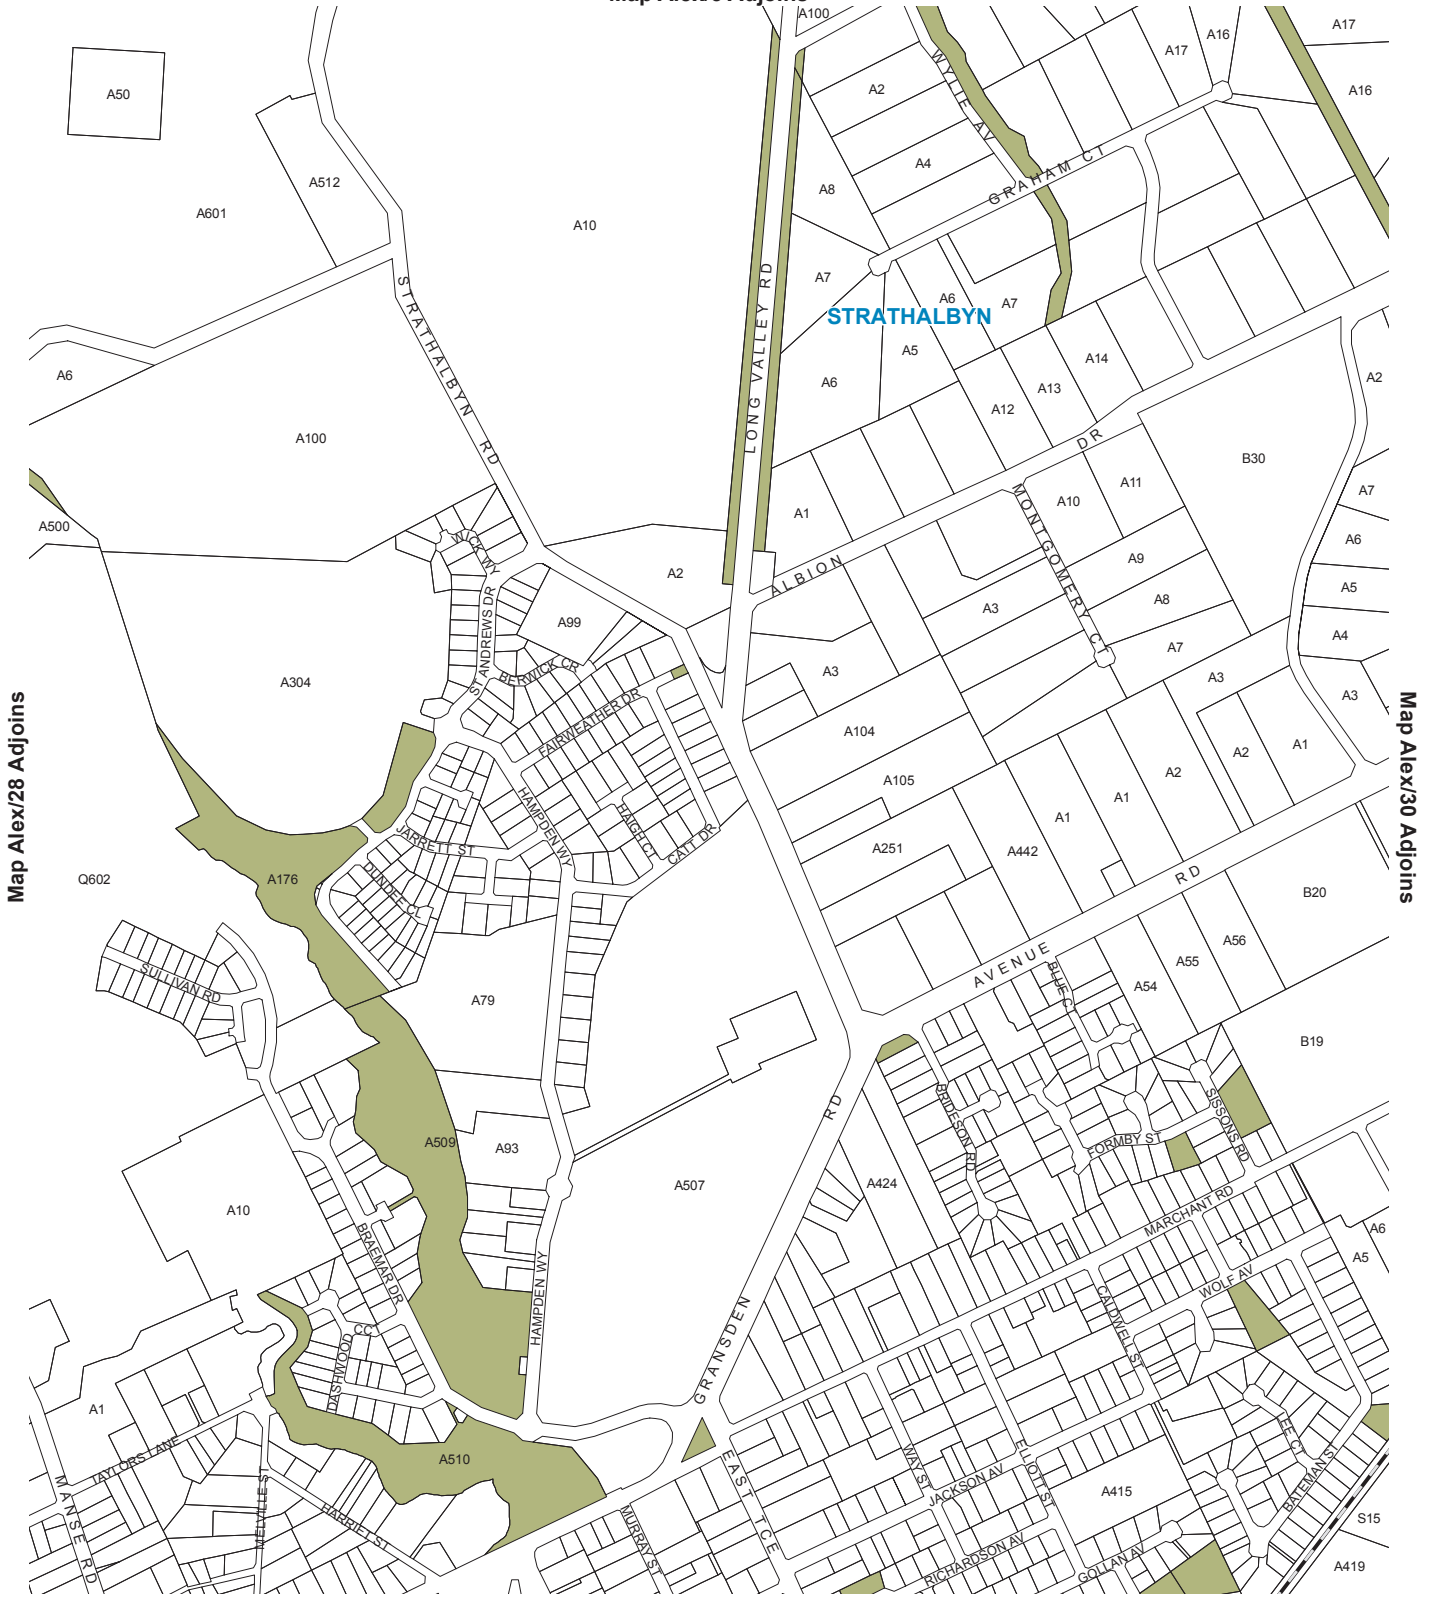 A100
A17
A16
A17
A50
A2
A16
WYLIE AV
A512
A4
GRAHAM CT
A8
A601
A10
STRATHALBYN RD
LONG VALLEY RD
A7
A6
A7
STRATHALBYN
A5
A14
A6
A6
A13
A2
A12
A100
DR
B30
A11
A7
A10
A1
MONTGOMERY CT
A500
WICK WY
A6
A9
ALBION
A2
A5
ST ANDREWS DR
A99
A3
A8
A4
A7
BERWICK CR
A3
A3
A304
A3
FAIRWEATHER DR
Map Alex/28 Adjoins
Map Alex/30 Adjoins
A104
A2
A1
A2
A105
A1
HAMPDEN WY
HAIGH CT
A1
JARRETT ST
CATT DR
A251
A442
RD
DUNDEE CL
Q602
A176
B20
A56
AVENUE
A55
SULLIVAN RD
BLUE C
A54
A79
B19
BRIDESON RD
RD
SISSONS RD
A509
A93
FORMBY ST
A507
A424
A10
MARCHANT RD
A6
BRAEMAR DR
A5
HAMPDEN WY
WOLF AV
CALDWELL ST
CCT
DASHWOOD
GRANSDEN
A1
TAYLORS LANE
A510
EAST TCE
WAY ST
ELLIOTT ST
JACKSON AV
BATEMAN ST
A415
MANSE RD
MELVILLE ST
HARRIET ST
MURRAY ST
S15
RICHARDSON AV
GOLLAN AV
A419